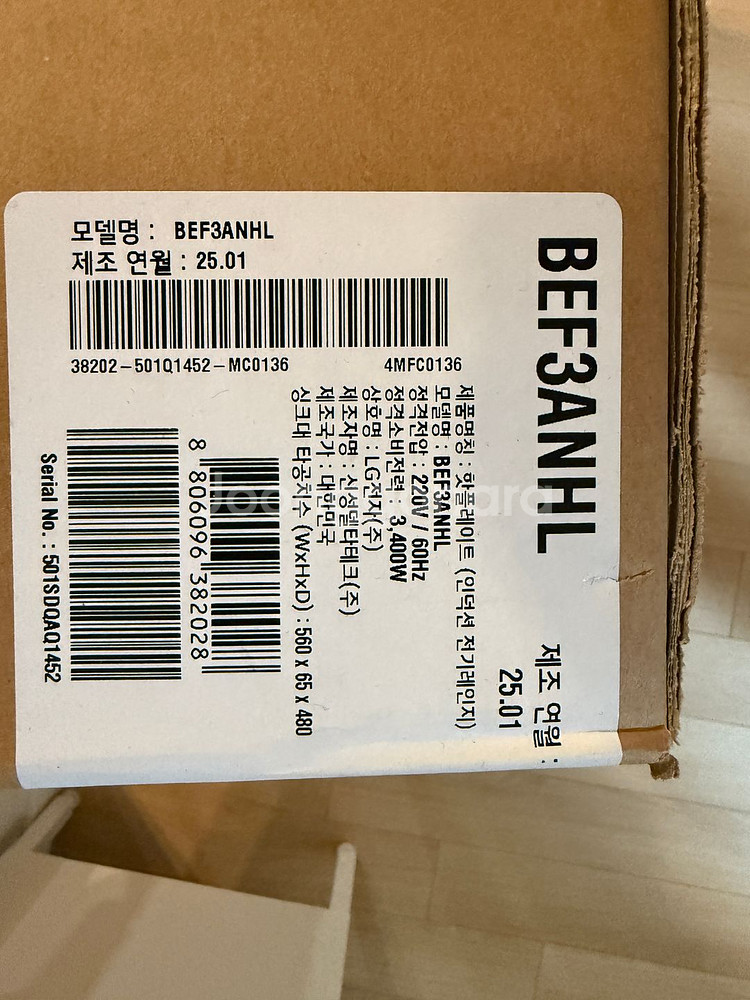 모델명 : BEF3ANHL
제조 연월 : 25.01
38202-501Q1452-MC0136 4MFC0136
BEF3ANHL
제조 연월 :
25.01
제품명칭 : 핫플레이트 (인덕션 전기레인지)
모델명 : BEF3ANHL
정격전압 : 220V / 60Hz
정격소비전력 : 3,400W
상호명 : LG전자(주)
제조자명 : 신성델타테크(주)
제조국가 : 대한민국
싱크대 타공치수 (WxHxD) : 560 x 65 x 480
8 806096 382028
Serial No. : 501SDQAQ1452